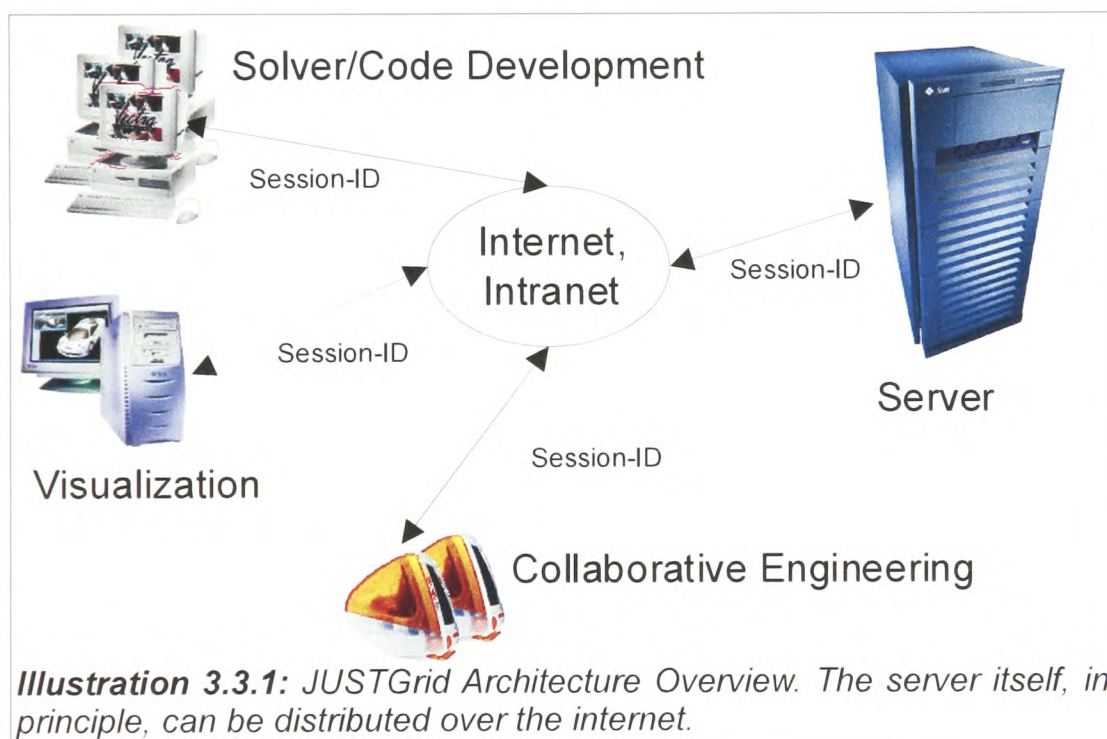 Solver/Code Development
Session-ID
Internet,
Intranet
Session-ID
Session-ID
Server
Visualization
Session-ID
Collaborative Engineering
Illustration 3.3.1: JUSTGrid Architecture Overview. The server itself, in
principle, can be distributed over the internet.